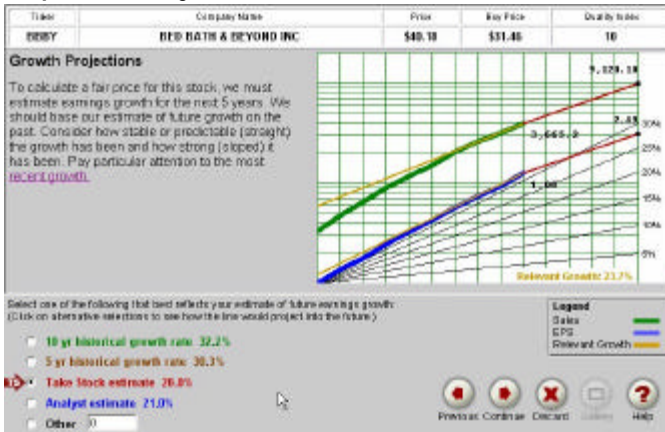 Ticker Company Name Price Buy Price Quality Index
BBBY BED BATH & BEYOND INC $40.18 $31.46 10
Growth Projections
To calculate a fair price for this stock, we must
estimate earnings growth for the next 5 years. We
should base our estimate of future growth on the
past. Consider how stable or predictable (straight)
the growth has been and how strong (sloped) it
has been. Pay particular attention to the most
recent growth.
9,120.10
2.49
30%
3,665.2
25%
20%
1.00
15%
10%
5%
Relevant Growth: 23.7%
Select one of the following that best reflects your estimate of future earnings growth:
(Click on alternative selections to see how the line would project into the future.)
10 yr historical growth rate 32.2%
5 yr historical growth rate 30.3%
Take Stock estimate 20.0%
Analyst estimate 21.0%
Other 0
Legend
Sales
EPS
Relevant Growth
Previous Continue Discard Help